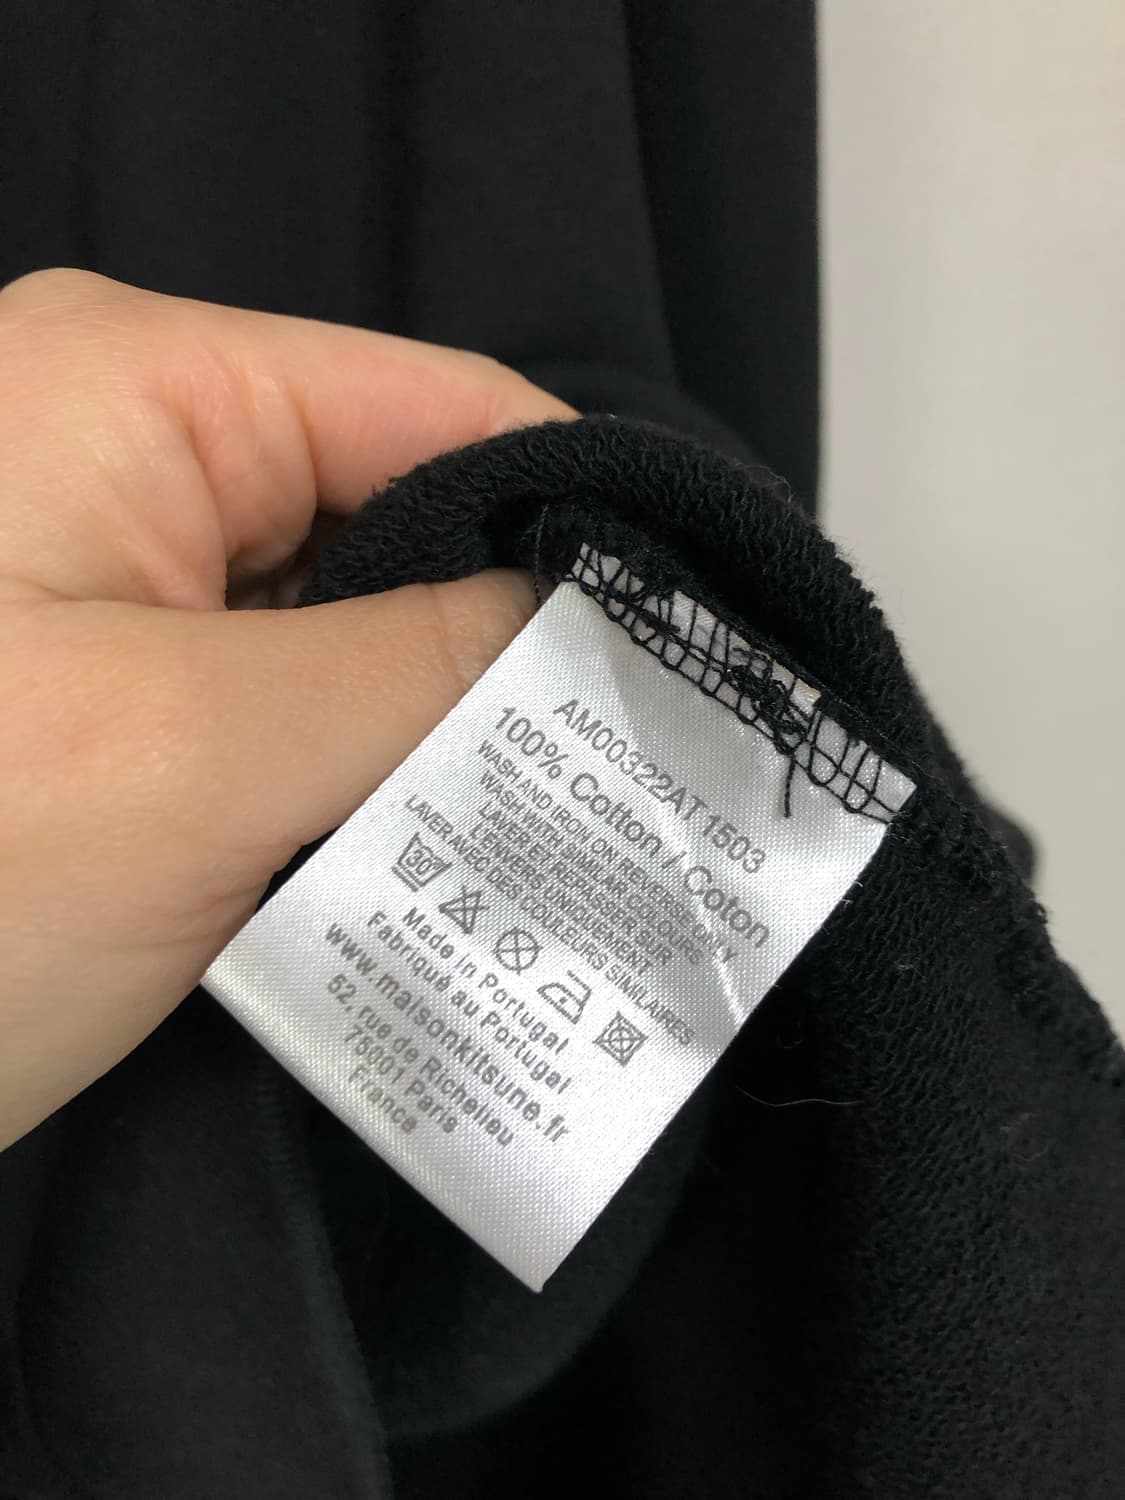 AM00322AT1503
100% Cotton / Coton
WASH AND IRON ON REVERSE ONLY
WASH WITH SIMILAR COLOURS
LAVER ET REPASSER SUR
L'ENVERS UNIQUEMENT
LAVER AVEC DES COULEURS SIMILAIRES
30°
Made in Portugal
Fabriqué au Portugal
www.maisonkitsune.fr
52, rue de Richelieu
75001 Paris
France